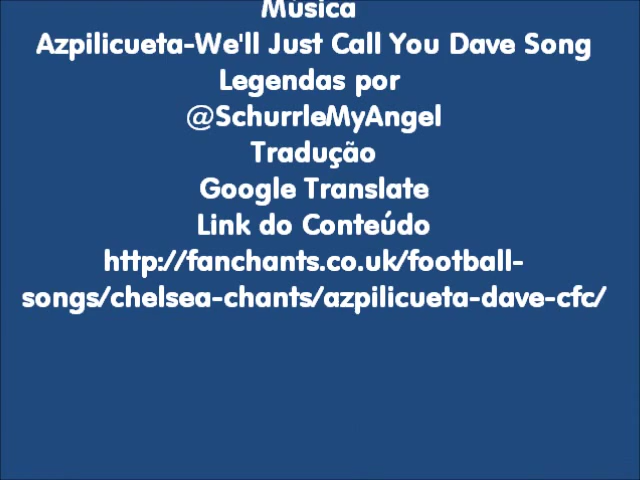 Música
Azpilicueta-We'll Just Call You Dave Song
Legendas por
@SchurrleMyAngel
Tradução
Google Translate
Link do Conteúdo
http://fanchants.co.uk/football-
songs/chelsea-chants/azpilicueta-dave-cfc/